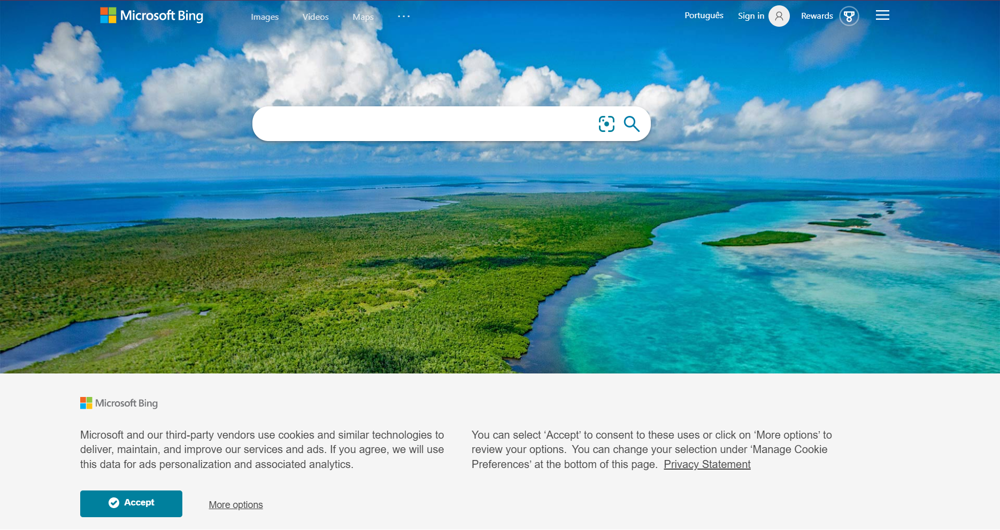 Microsoft Bing
Images Videos Maps ...
Português Sign in Rewards
Microsoft Bing
Microsoft and our third-party vendors use cookies and similar technologies to
deliver, maintain, and improve our services and ads. If you agree, we will use
this data for ads personalization and associated analytics.
You can select ‘Accept’ to consent to these uses or click on ‘More options’ to
review your options.  You can change your selection under ‘Manage Cookie
Preferences’ at the bottom of this page.  Privacy Statement
Accept
More options